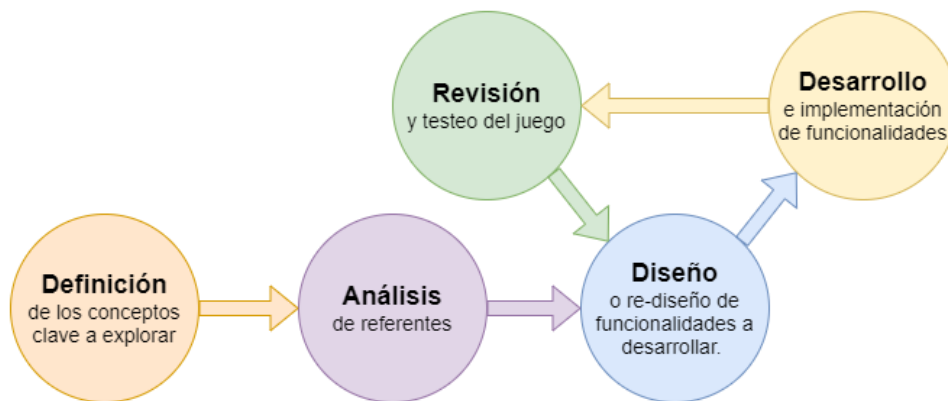 Definición
de los conceptos
clave a explorar
Análisis
de referentes
Diseño
o re-diseño de
funcionalidades a
desarrollar.
Desarrollo
e implementación
de funcionalidades
Revisión
y testeo del juego